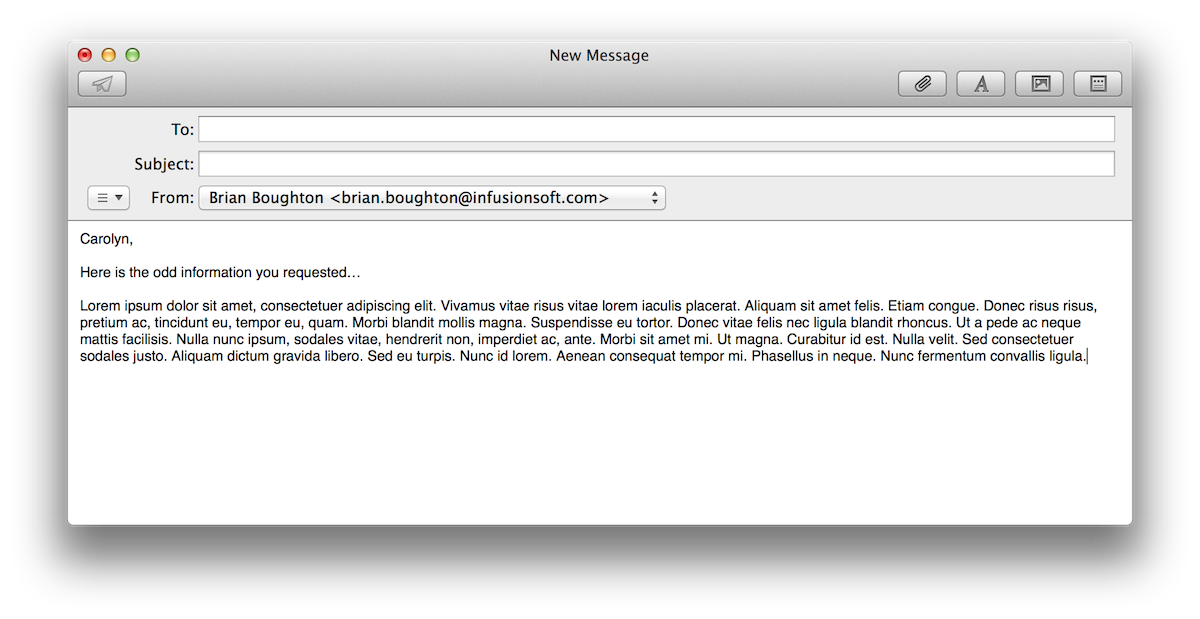 New Message
To:
Subject:
From: Brian Boughton <brian.boughton@infusionsoft.com>
Carolyn,
Here is the odd information you requested…
Lorem ipsum dolor sit amet, consectetuer adipiscing elit. Vivamus vitae risus vitae lorem iaculis placerat. Aliquam sit amet felis. Etiam congue. Donec risus risus,
pretium ac, tincidunt eu, tempor eu, quam. Morbi blandit mollis magna. Suspendisse eu tortor. Donec vitae felis nec ligula blandit rhoncus. Ut a pede ac neque
mattis facilisis. Nulla nunc ipsum, sodales vitae, hendrerit non, imperdiet ac, ante. Morbi sit amet mi. Ut magna. Curabitur id est. Nulla velit. Sed consectetuer
sodales justo. Aliquam dictum gravida libero. Sed eu turpis. Nunc id lorem. Aenean consequat tempor mi. Phasellus in neque. Nunc fermentum convallis ligula.